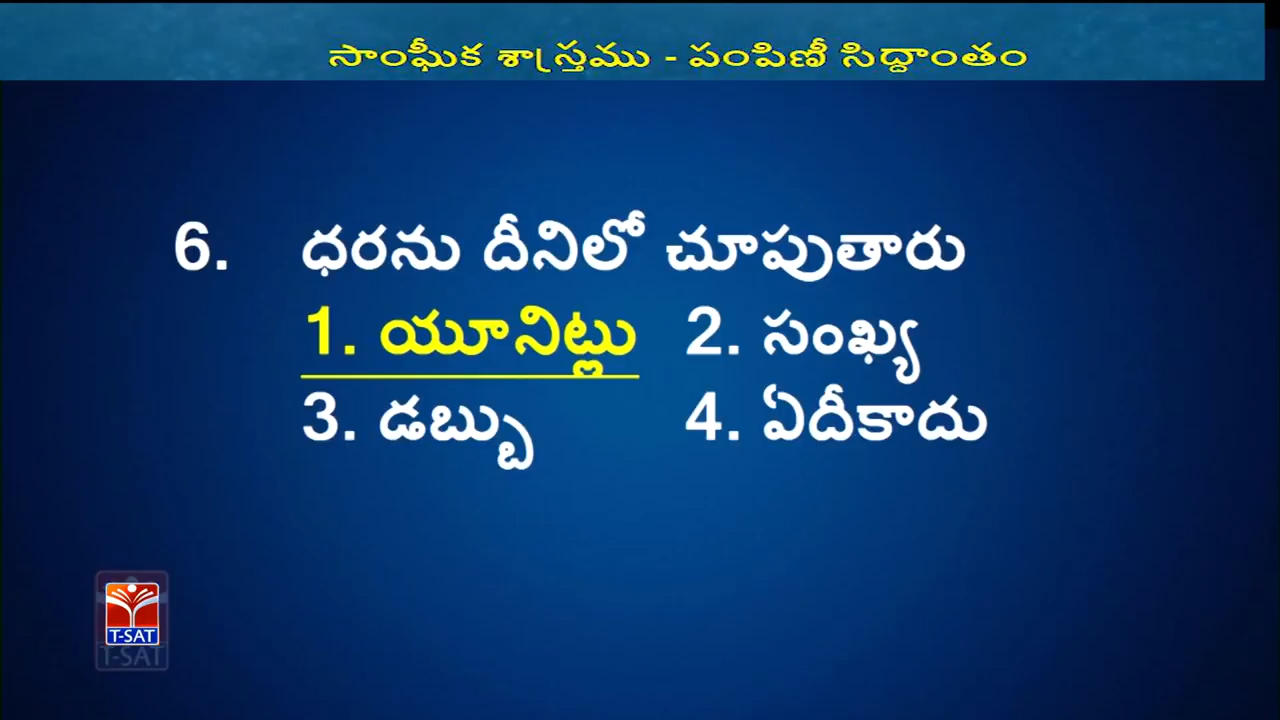 సాంఘీక శాస్త్రము - పంపిణీ సిద్దాంతం
6. ధరను దీనిలో చూపుతారు
1. యూనిట్లు 2. సంఖ్య
3. డబ్బు 4. ఏదీకాదు
T-SAT
T-SAT